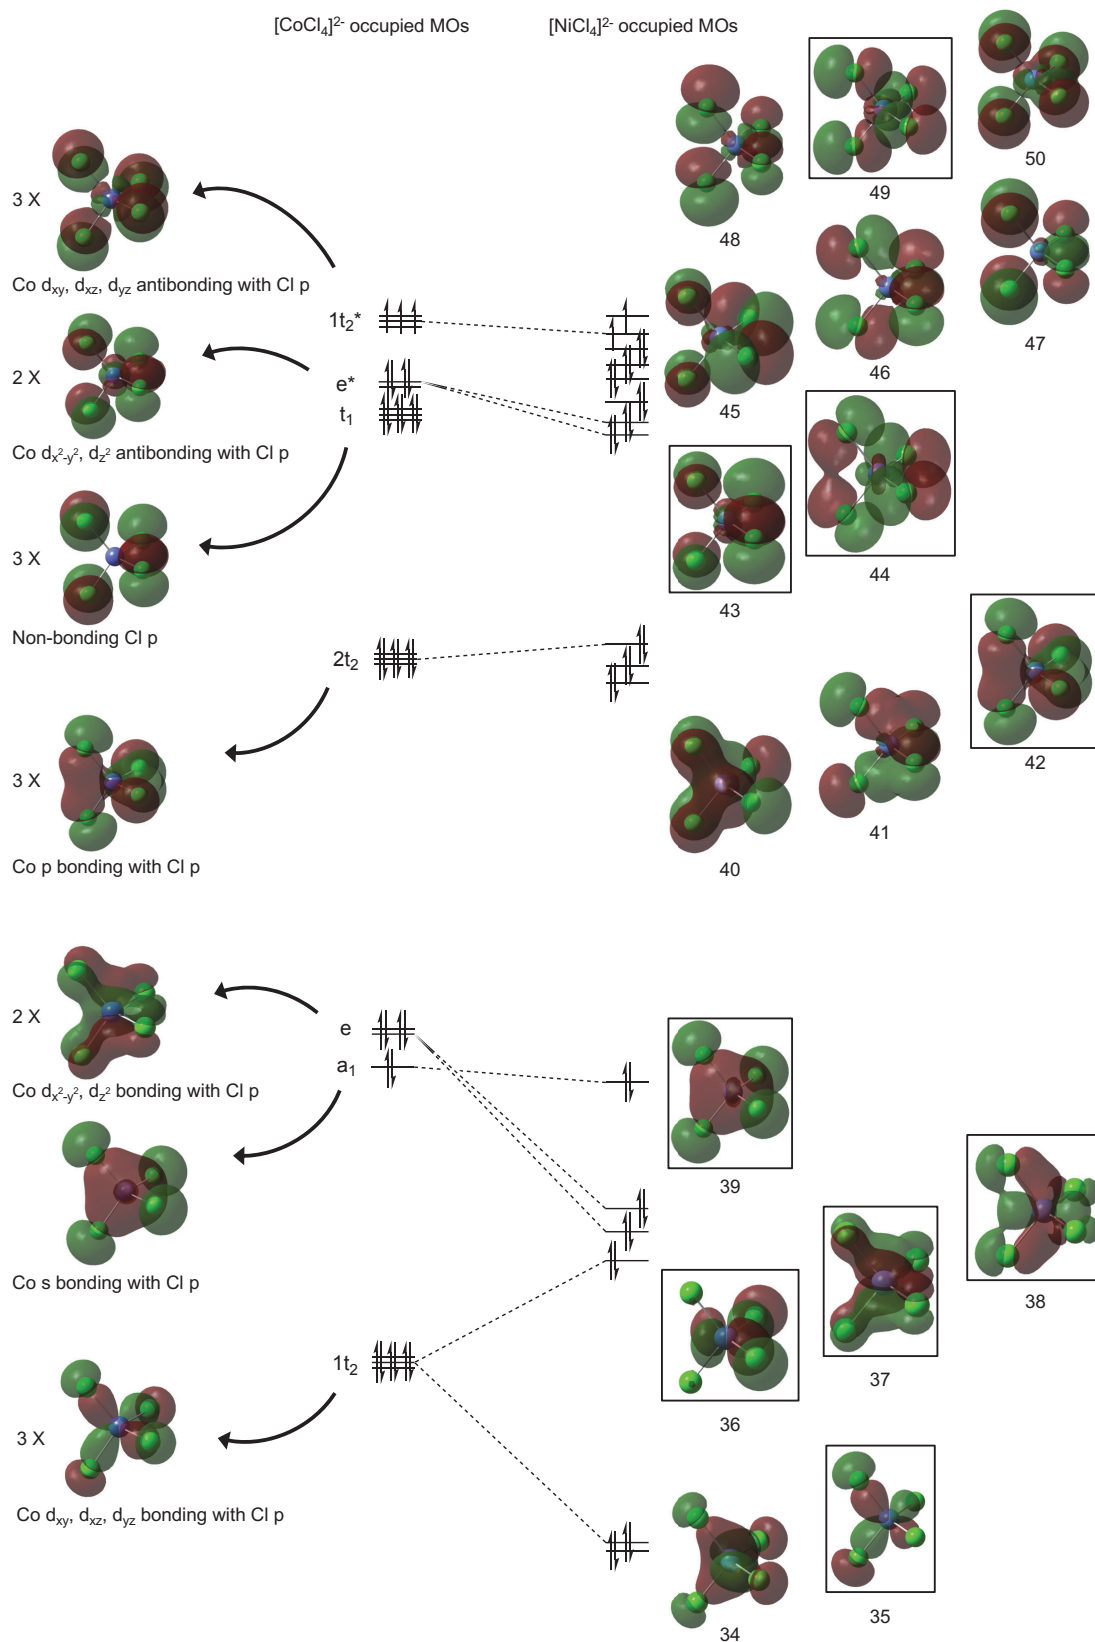 [CoCl₄]²⁻ occupied MOs
[NiCl₄]²⁻ occupied MOs
3 X
Co dxy, dxz, dyz antibonding with Cl p
2 X
Co dx²-y², dz² antibonding with Cl p
3 X
Non-bonding Cl p
3 X
Co p bonding with Cl p
2 X
Co dx²-y², dz² bonding with Cl p
Co s bonding with Cl p
3 X
Co dxy, dxz, dyz bonding with Cl p
1t₂*
e*
t₁
2t₂
e
a₁
1t₂
48
49
50
45
46
47
43
44
40
41
42
39
36
37
38
34
35